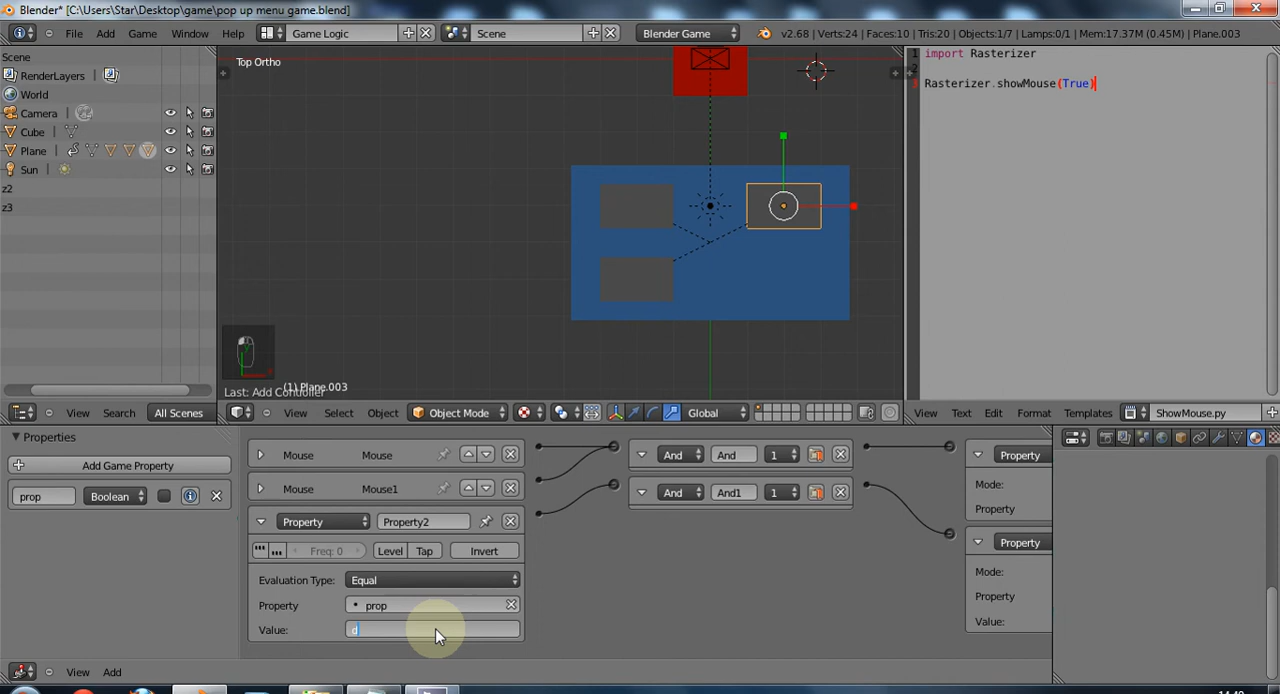 Blender* [C:\Users\Star\Desktop\game\pop up menu game.blend]
File Add Game Window Help Game Logic Scene Blender Game v2.68 | Verts:24 | Faces:10 | Tris:20 | Objects:1/7 | Lamps:0/1 | Mem:17.37M (0.45M) | Plane.003
Scene
RenderLayers
World
Camera
Cube
Plane
Sun
z2
z3
Top Ortho
Last: Add Controller
(1) Plane.003
1 import Rasterizer
2
3 Rasterizer.showMouse(True)
View Search All Scenes
View Select Object Object Mode Global
View Text Edit Format Templates ShowMouse.py
Properties
Add Game Property
prop Boolean
Mouse Mouse
Mouse Mouse1
Property Property2
Freq: 0 Level Tap Invert
Evaluation Type: Equal
Property prop
Value: d
And And 1
And And1 1
Property
Mode:
Property
Property
Mode:
Property
Value:
View Add